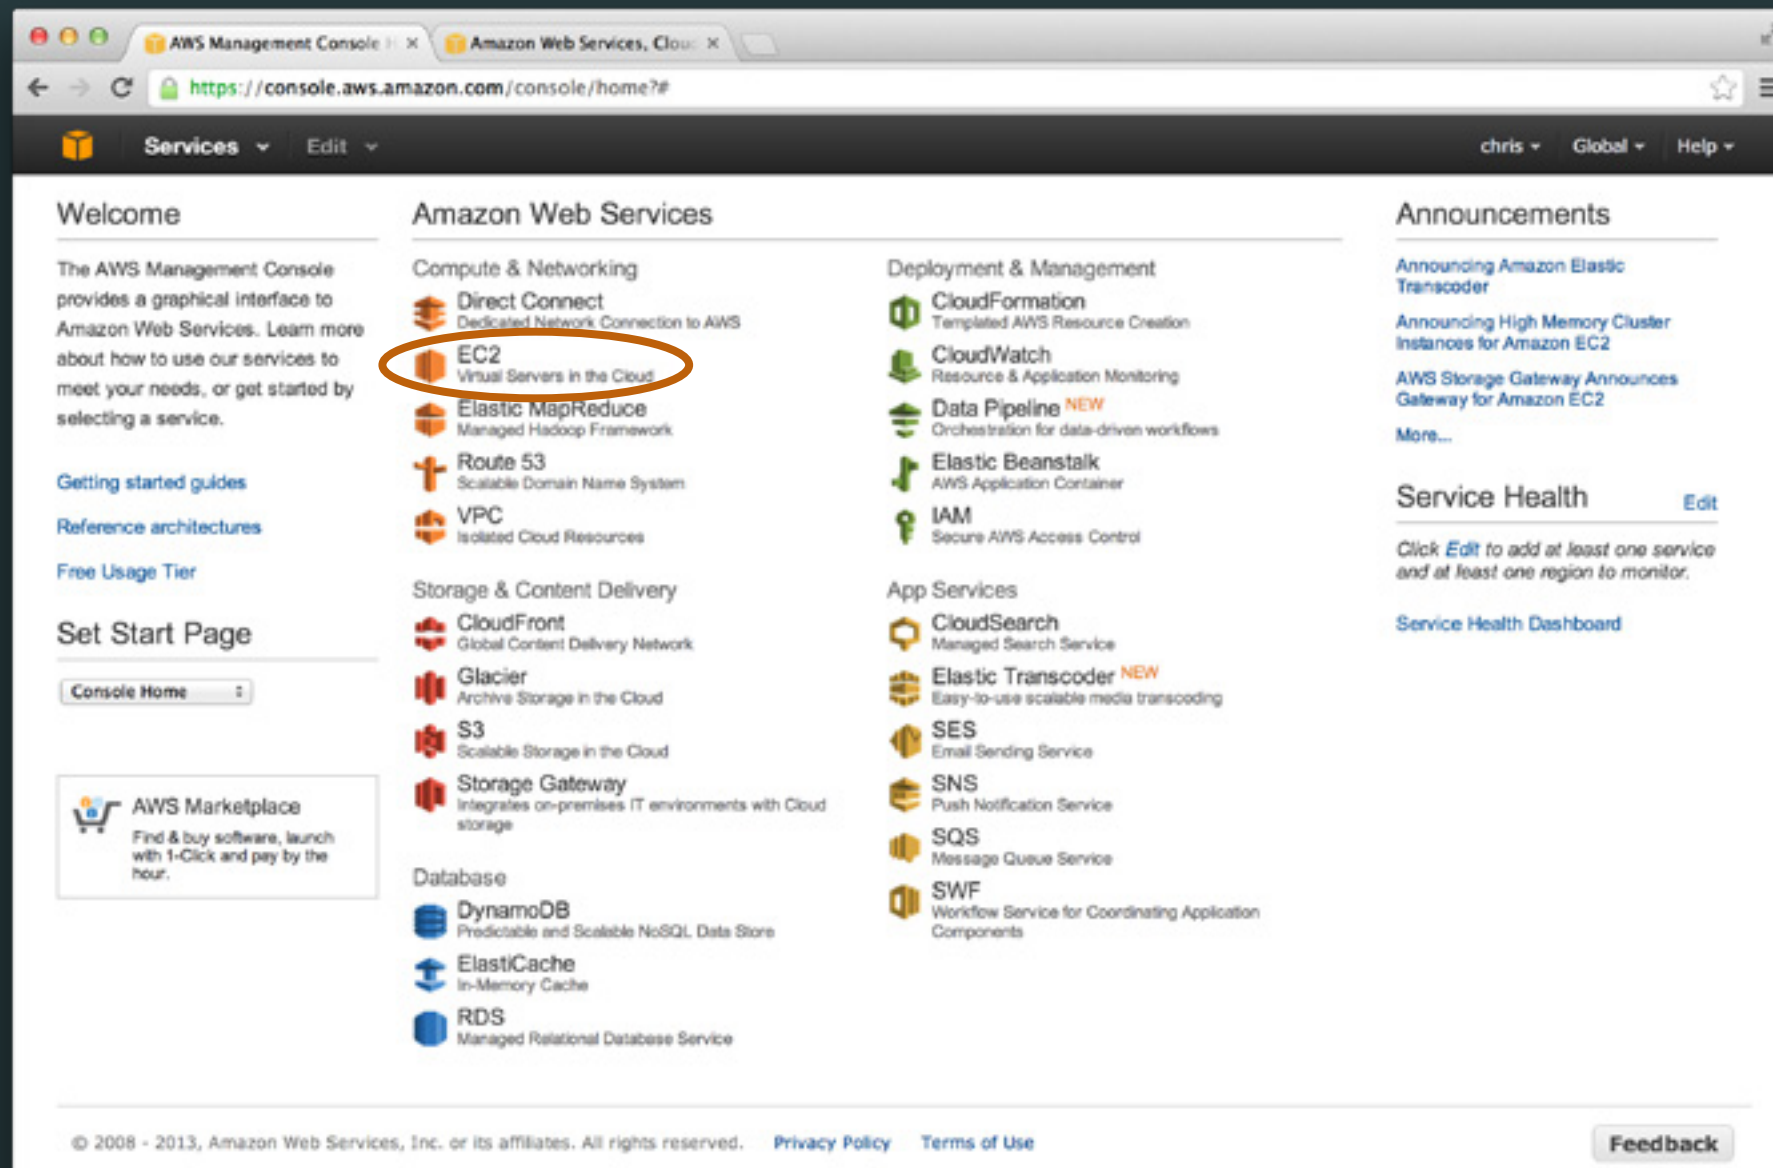 AWS Management Console H
Amazon Web Services, Clou
https://console.aws.amazon.com/console/home?#
Services
Edit
chris
Global
Help
Welcome
The AWS Management Console
provides a graphical interface to
Amazon Web Services. Learn more
about how to use our services to
meet your needs, or get started by
selecting a service.
Getting started guides
Reference architectures
Free Usage Tier
Set Start Page
Console Home
AWS Marketplace
Find & buy software, launch
with 1-Click and pay by the
hour.
Amazon Web Services
Compute & Networking
Direct Connect
Dedicated Network Connection to AWS
EC2
Virtual Servers in the Cloud
Elastic MapReduce
Managed Hadoop Framework
Route 53
Scalable Domain Name System
VPC
Isolated Cloud Resources
Storage & Content Delivery
CloudFront
Global Content Delivery Network
Glacier
Archive Storage in the Cloud
S3
Scalable Storage in the Cloud
Storage Gateway
Integrates on-premises IT environments with Cloud
storage
Database
DynamoDB
Predictable and Scalable NoSQL Data Store
ElastiCache
In-Memory Cache
RDS
Managed Relational Database Service
Deployment & Management
CloudFormation
Templated AWS Resource Creation
CloudWatch
Resource & Application Monitoring
Data Pipeline NEW
Orchestration for data-driven workflows
Elastic Beanstalk
AWS Application Container
IAM
Secure AWS Access Control
App Services
CloudSearch
Managed Search Service
Elastic Transcoder NEW
Easy-to-use scalable media transcoding
SES
Email Sending Service
SNS
Push Notification Service
SQS
Message Queue Service
SWF
Workflow Service for Coordinating Application
Components
Announcements
Announcing Amazon Elastic
Transcoder
Announcing High Memory Cluster
Instances for Amazon EC2
AWS Storage Gateway Announces
Gateway for Amazon EC2
More...
Service Health
Edit
Click Edit to add at least one service
and at least one region to monitor.
Service Health Dashboard
© 2008 - 2013, Amazon Web Services, Inc. or its affiliates. All rights reserved.
Privacy Policy
Terms of Use
Feedback